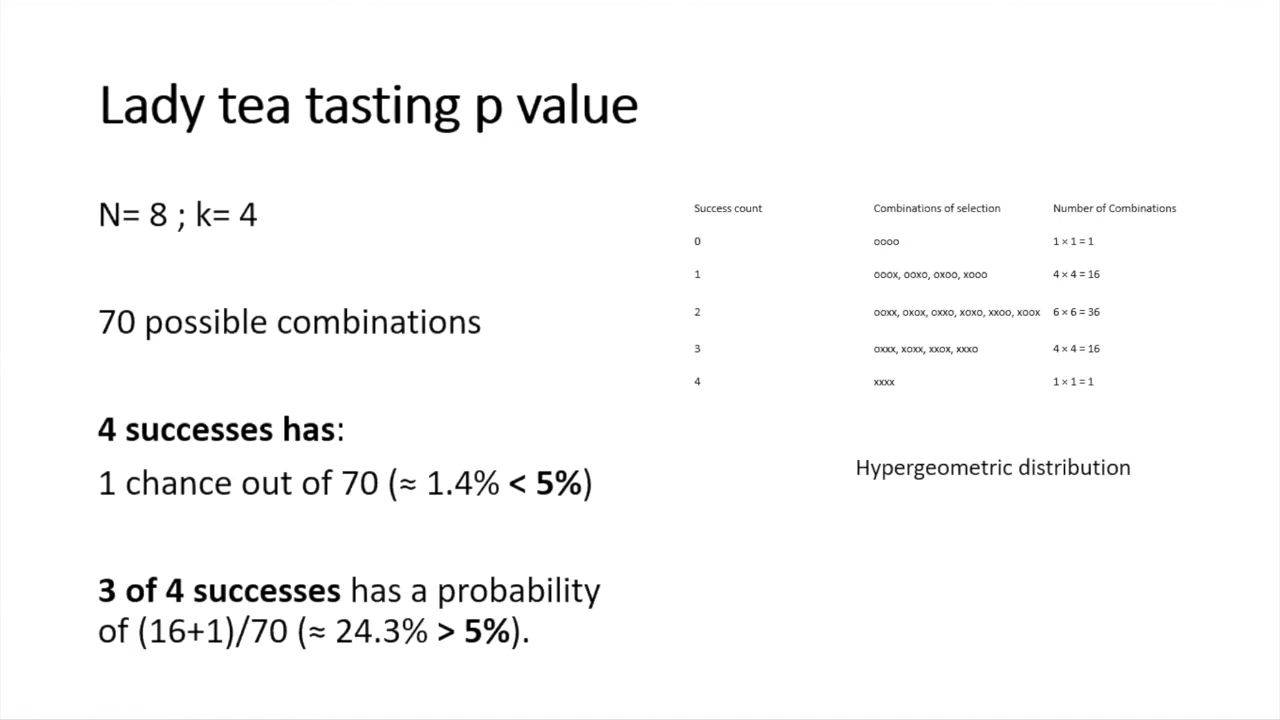 Lady tea tasting p value
N= 8 ; k= 4
70 possible combinations
4 successes has:
1 chance out of 70 (≈ 1.4% < 5%)
3 of 4 successes has a probability
of (16+1)/70 (≈ 24.3% > 5%).
Success count Combinations of selection Number of Combinations
0 oooo 1 × 1 = 1
1 ooox, ooxo, oxoo, xooo 4 × 4 = 16
2 ooxx, oxox, oxxo, xoxo, xxoo, xoox 6 × 6 = 36
3 oxxx, xoxx, xxox, xxxo 4 × 4 = 16
4 xxxx 1 × 1 = 1
Hypergeometric distribution